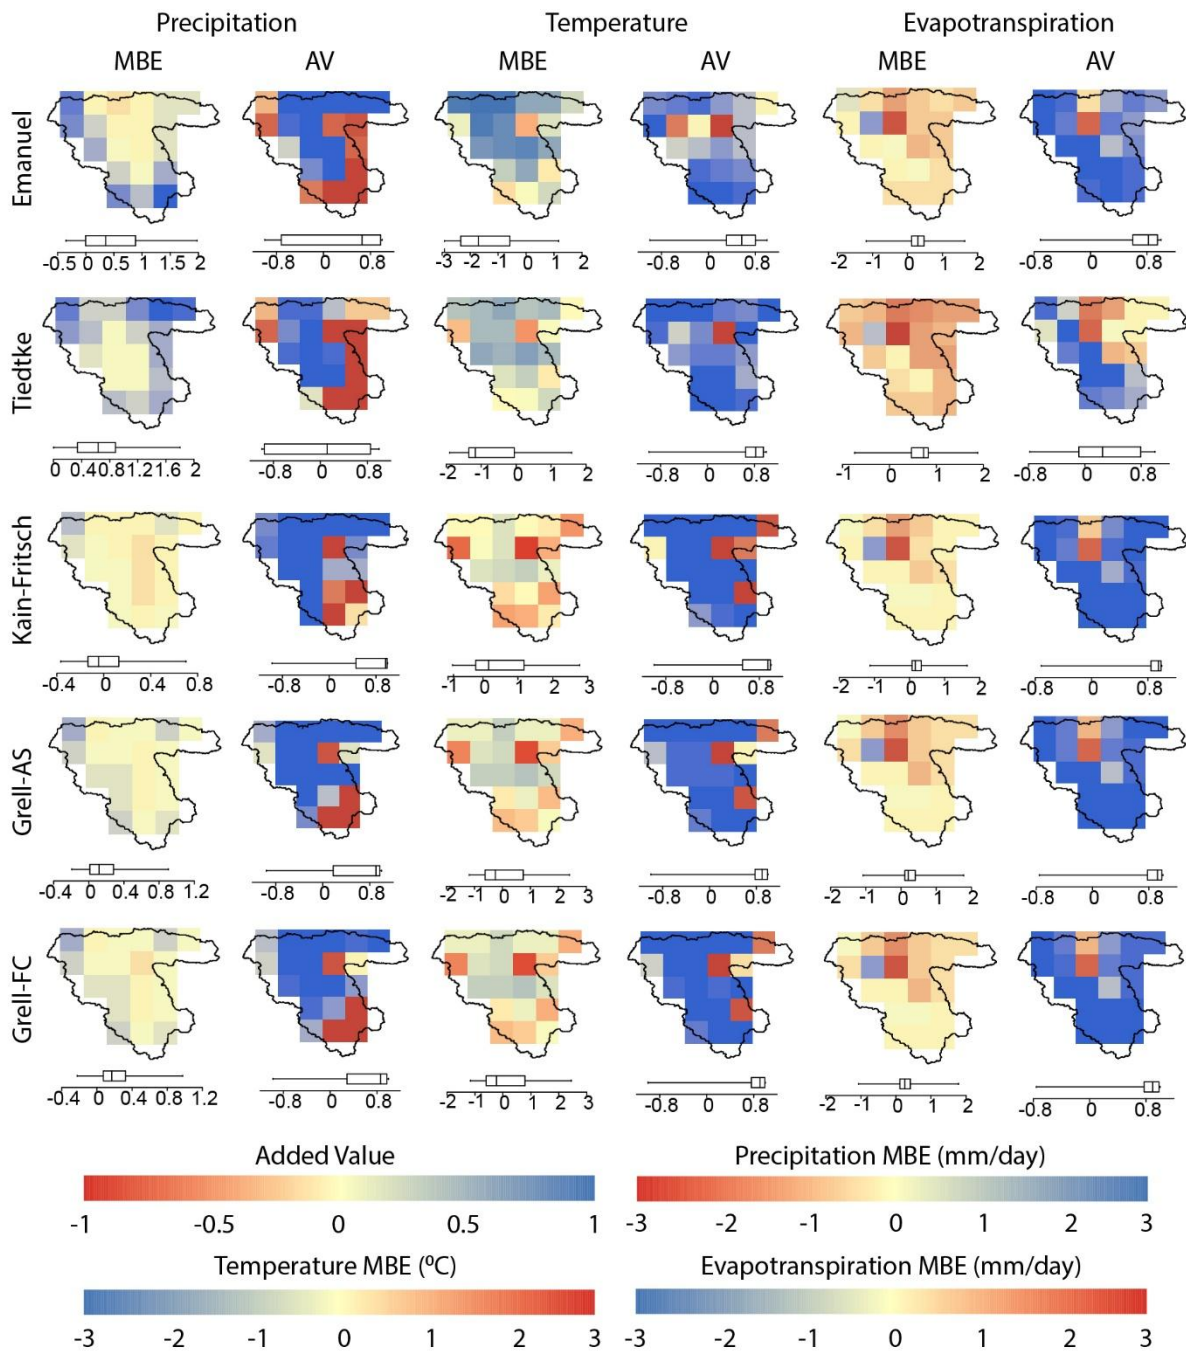 Precipitation Temperature Evapotranspiration
MBE AV MBE AV MBE AV
Emanuel
-0.5 0 0.5 1 1.5 2
-0.8 0 0.8
-3 -2 -1 0 1 2
-0.8 0 0.8
-2 -1 0 1 2
-0.8 0 0.8
Tiedtke
0 0.4 0.8 1.2 1.6 2
-0.8 0 0.8
-2 -1 0 1 2
-0.8 0 0.8
-1 0 1 2
-0.8 0 0.8
Kain-Fritsch
-0.4 0 0.4 0.8
-0.8 0 0.8
-1 0 1 2 3
-0.8 0 0.8
-2 -1 0 1 2
-0.8 0 0.8
Grell-AS
-0.4 0 0.4 0.8 1.2
-0.8 0 0.8
-2 -1 0 1 2 3
-0.8 0 0.8
-2 -1 0 1 2
-0.8 0 0.8
Grell-FC
-0.4 0 0.4 0.8 1.2
-0.8 0 0.8
-2 -1 0 1 2 3
-0.8 0 0.8
-2 -1 0 1 2
-0.8 0 0.8
Added Value
-1 -0.5 0 0.5 1
Precipitation MBE (mm/day)
-3 -2 -1 0 1 2 3
Temperature MBE (ºC)
-3 -2 -1 0 1 2 3
Evapotranspiration MBE (mm/day)
-3 -2 -1 0 1 2 3